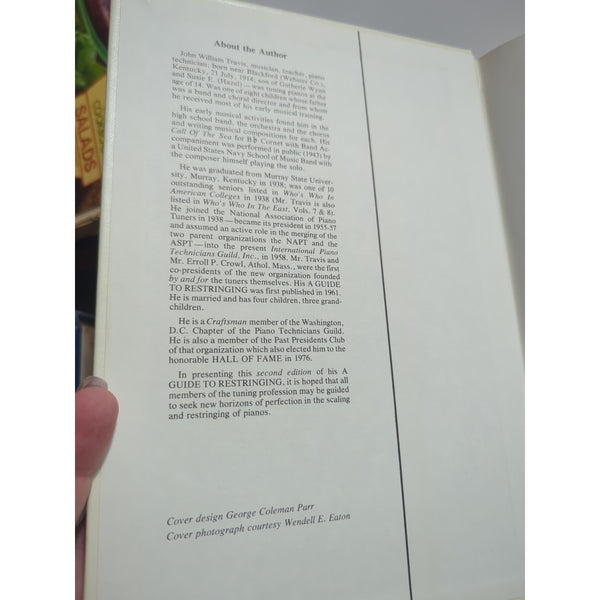 SALADS
About the Author
John William Travis, musician, teacher, piano
technician; born near Blackford (Webster Co.),
Kentucky, 21 July, 1914; son of Gotherie Wynn
and Susie E. (Hazel) — was tuning pianos at the
age of 14. Was one of eight children whose father
was a band and choral director and from whom
he received most of his early musical training.
His early musical activities found him in the
high school band, the orchestra and the chorus
and writing musical compositions for each. His
Call Of The Sea for B♭ Cornet with Band Ac-
companiment was performed in public (1943) by
a United States Navy School of Music Band with
the composer himself playing the solo.
He was graduated from Murray State Univer-
sity, Murray, Kentucky in 1938; was one of 10
outstanding seniors listed in Who's Who In
American Colleges in 1938 (Mr. Travis is also
listed in Who's Who In The East, Vols. 7 & 8).
He joined the National Association of Piano
Tuners in 1938 — became its president in 1955-57
and assumed an active role in the merging of the
two parent organizations the NAPT and the
ASPT — into the present International Piano
Technicians Guild, Inc., in 1958. Mr. Travis and
Mr. Erroll P. Crowl, Athol, Mass., were the first
co-presidents of the new organization founded
by and for the tuners themselves. His A GUIDE
TO RESTRINGING was first published in 1961.
He is married and has four children, three grand-
children.
He is a Craftsman member of the Washington,
D.C. Chapter of the Piano Technicians Guild.
He is also a member of the Past Presidents Club
of that organization which also elected him to the
honorable HALL OF FAME in 1976.
In presenting this second edition of his A
GUIDE TO RESTRINGING, it is hoped that all
members of the tuning profession may be guided
to seek new horizons of perfection in the scaling
and restringing of pianos.
Cover design George Coleman Parr
Cover photograph courtesy Wendell E. Eaton